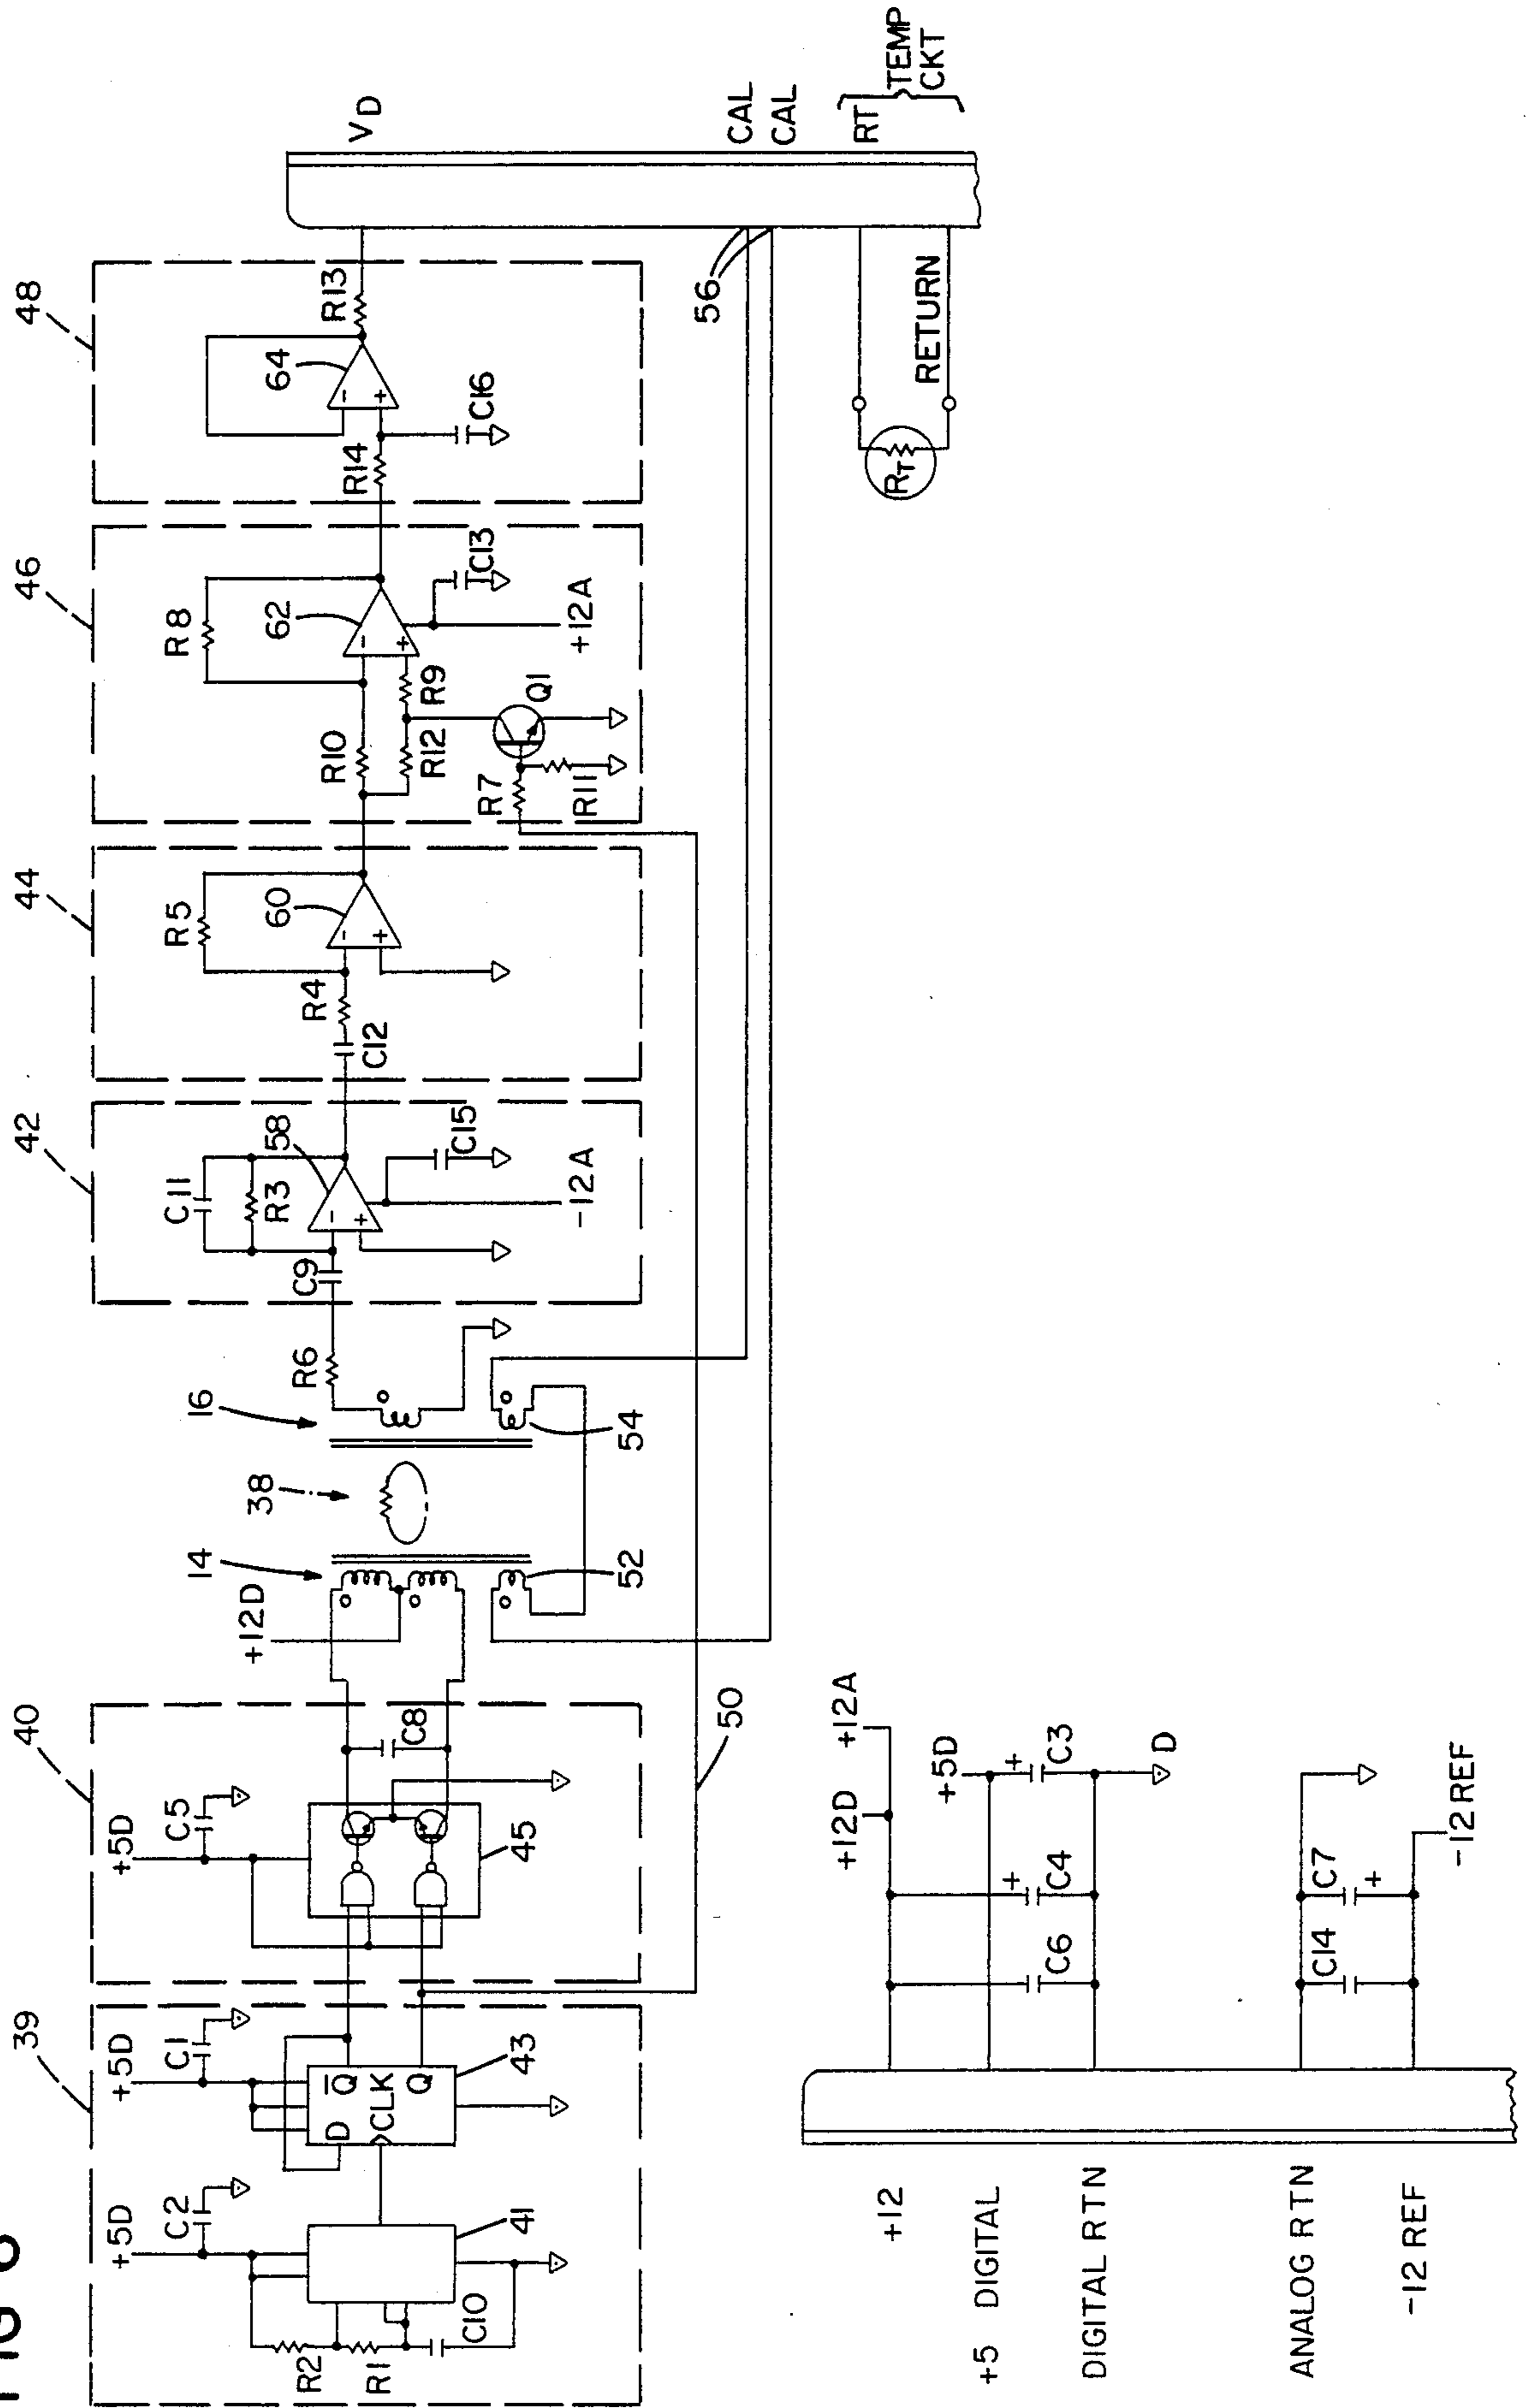 FIG 6
39
40
42
44
46
48
+5D
C2
41
R2
R1
C10
+5D
C1
D
CLK
Q̄
Q
43
+5D
C5
45
C8
50
+12D
14
52
38
16
54
R6
C9
C11
R3
58
-
+
C15
-12A
C12
R4
R5
60
-
+
R10
R12
R7
R11
Q1
R9
R8
62
-
+
C13
+12A
R14
C16
64
-
+
R13
VD
56
CAL
CAL
RT
RETURN
RT
TEMP
CKT
+12
+5 DIGITAL
DIGITAL RTN
ANALOG RTN
-12 REF
C6
C4
+
+12D
+12A
+5D
+
C3
D
C14
C7
+
-12 REF